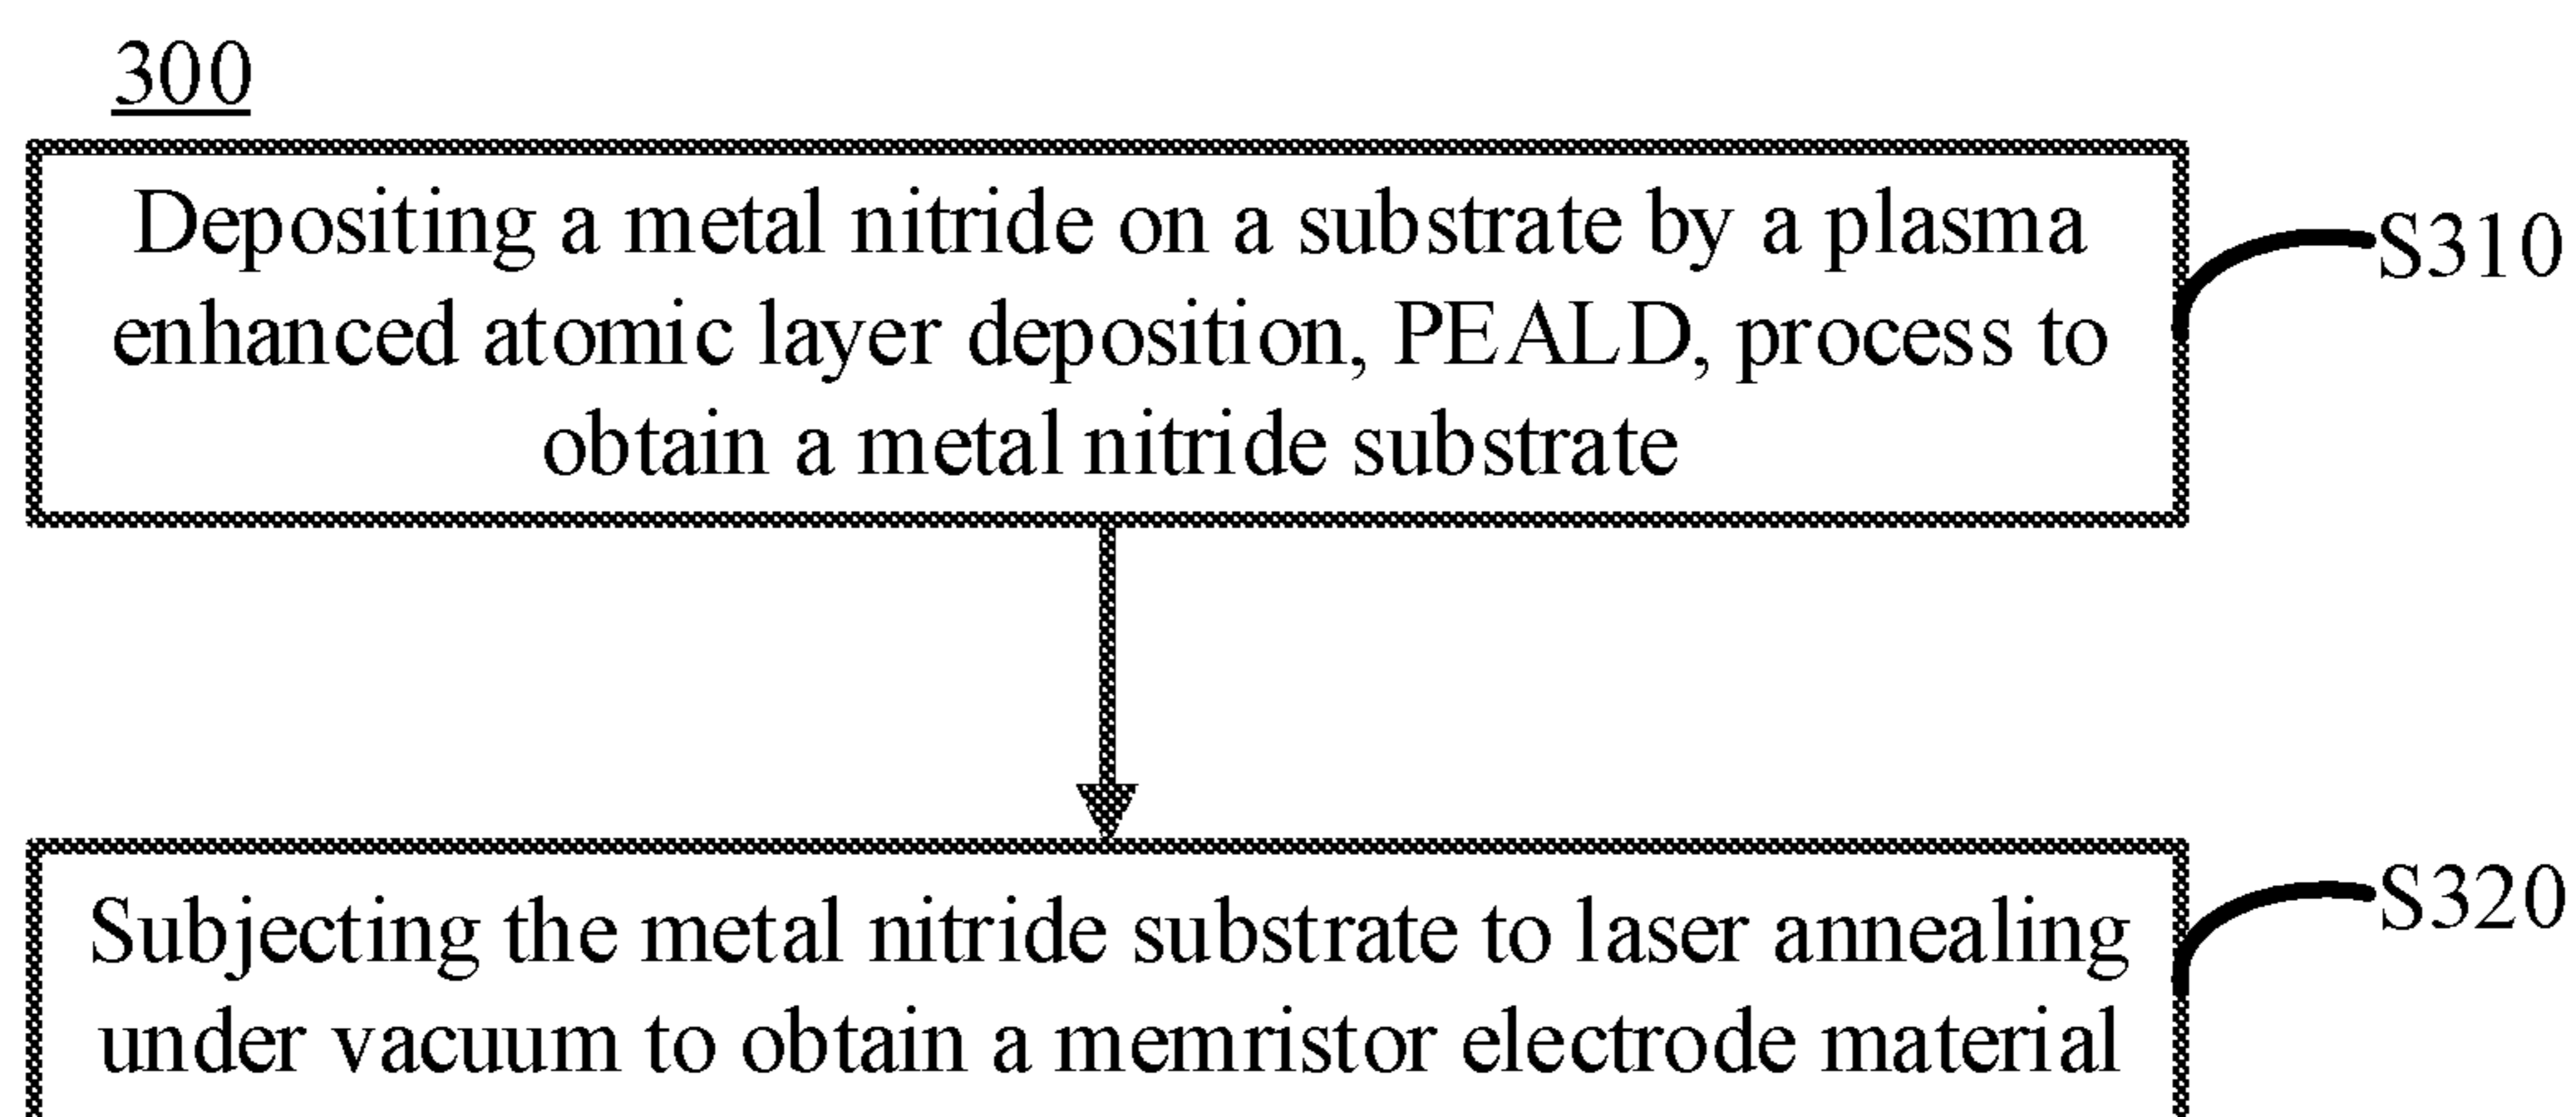 300
Depositing a metal nitride on a substrate by a plasma
enhanced atomic layer deposition, PEALD, process to
obtain a metal nitride substrate
S310
Subjecting the metal nitride substrate to laser annealing
under vacuum to obtain a memristor electrode material
S320